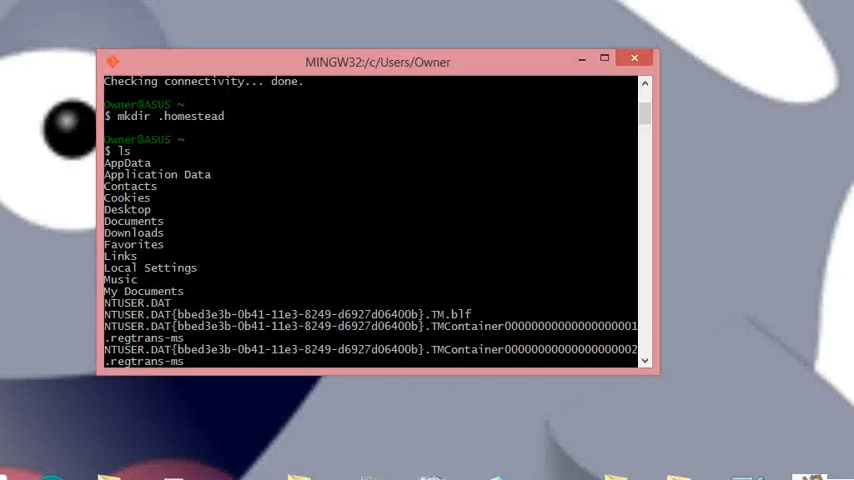 MINGW32:/c/Users/Owner
Checking connectivity... done.
Owner@ASUS ~
$ mkdir .homestead
Owner@ASUS ~
$ ls
AppData
Application Data
Contacts
Cookies
Desktop
Documents
Downloads
Favorites
Links
Local Settings
Music
My Documents
NTUSER.DAT
NTUSER.DAT{bbed3e3b-0b41-11e3-8249-d6927d06400b}.TM.blf
NTUSER.DAT{bbed3e3b-0b41-11e3-8249-d6927d06400b}.TMContainer00000000000000000001
.regtrans-ms
NTUSER.DAT{bbed3e3b-0b41-11e3-8249-d6927d06400b}.TMContainer00000000000000000002
.regtrans-ms